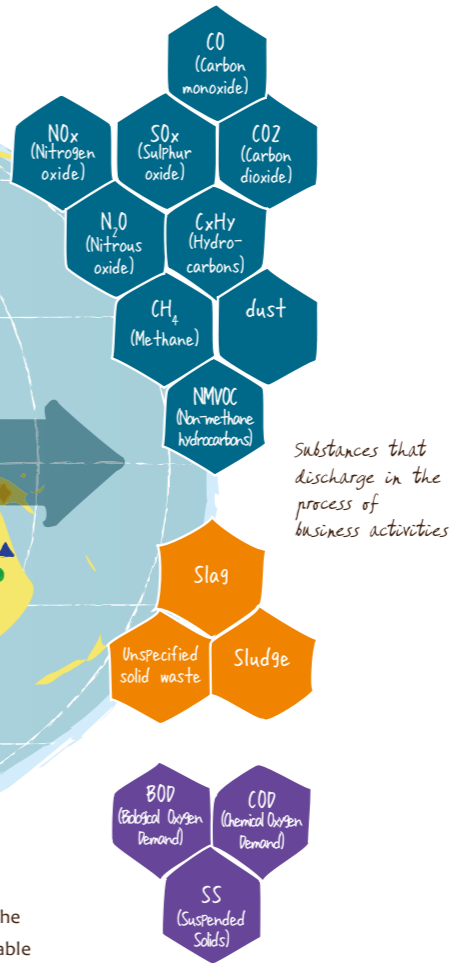 CO
(Carbon
monoxide)
NOx
(Nitrogen
oxide)
SOx
(Sulphur
oxide)
CO2
(Carbon
dioxide)
N₂O
(Nitrous
oxide)
CxHy
(Hydro-
carbons)
CH₄
(Methane)
dust
NMVOC
(Non-methane
hydrocarbons)
Substances that
discharge in the
process of
business activities
Slag
Unspecified
solid waste
Sludge
BOD
(Biological Oxygen
Demand)
COD
(Chemical Oxygen
Demand)
SS
(Suspended
Solids)
he
able